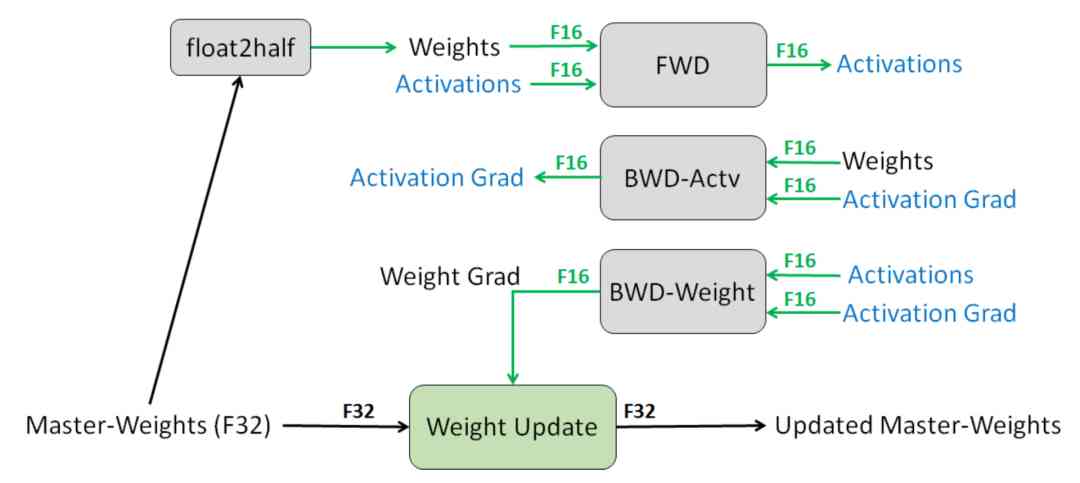 float2half
Weights
F16
Activations
F16
FWD
F16
Activations
Activation Grad
F16
BWD-Actv
F16
Weights
F16
Activation Grad
Weight Grad
F16
BWD-Weight
F16
Activations
F16
Activation Grad
Master-Weights (F32)
F32
Weight Update
F32
Updated Master-Weights